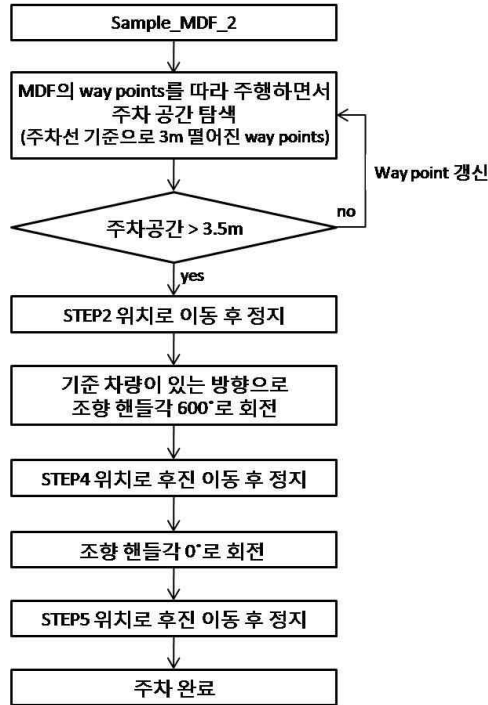 Sample_MDF_2
MDF의 way points를 따라 주행하면서
주차 공간 탐색
(주차선 기준으로 3m 떨어진 way points)
Way point 갱신
no
주차공간 > 3.5m
yes
STEP2 위치로 이동 후 정지
기준 차량이 있는 방향으로
조향 핸들각 600˚로 회전
STEP4 위치로 후진 이동 후 정지
조향 핸들각 0˚로 회전
STEP5 위치로 후진 이동 후 정지
주차 완료